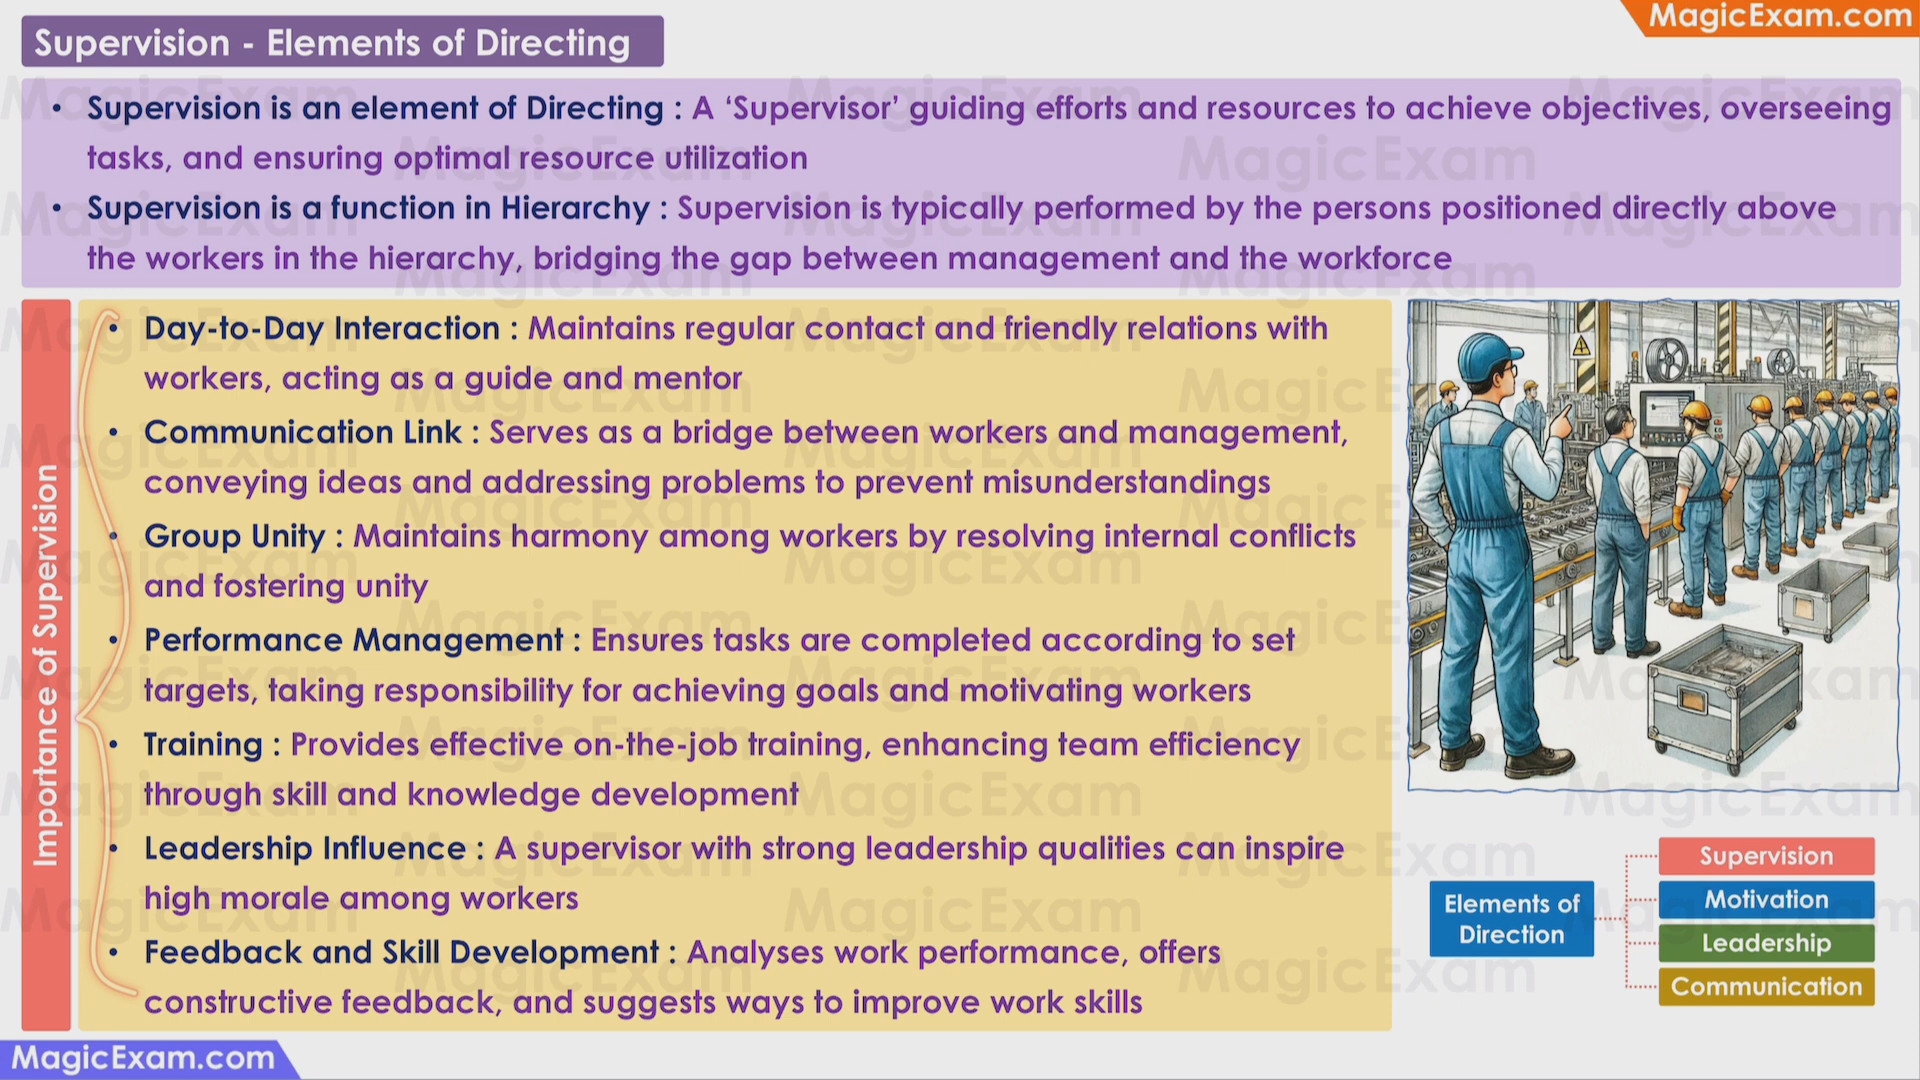 Supervision - Elements of Directing
MagicExam.com
• Supervision is an element of Directing : A ‘Supervisor’ guiding efforts and resources to achieve objectives, overseeing
tasks, and ensuring optimal resource utilization
• Supervision is a function in Hierarchy : Supervision is typically performed by the persons positioned directly above
the workers in the hierarchy, bridging the gap between management and the workforce
Importance of Supervision
• Day-to-Day Interaction : Maintains regular contact and friendly relations with
workers, acting as a guide and mentor
• Communication Link : Serves as a bridge between workers and management,
conveying ideas and addressing problems to prevent misunderstandings
• Group Unity : Maintains harmony among workers by resolving internal conflicts
and fostering unity
• Performance Management : Ensures tasks are completed according to set
targets, taking responsibility for achieving goals and motivating workers
• Training : Provides effective on-the-job training, enhancing team efficiency
through skill and knowledge development
• Leadership Influence : A supervisor with strong leadership qualities can inspire
high morale among workers
• Feedback and Skill Development : Analyses work performance, offers
constructive feedback, and suggests ways to improve work skills
Elements of
Direction
Supervision
Motivation
Leadership
Communication
MagicExam.com